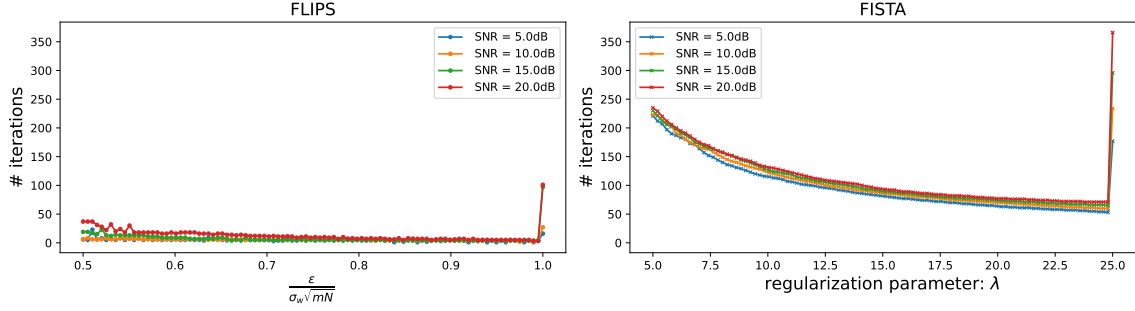 FLIPS
# itrerations
350
300
250
200
150
100
50
0
SNR = 5.0dB
SNR = 10.0dB
SNR = 15.0dB
SNR = 20.0dB
0.5
0.6
0.7
0.8
0.9
1.0
ε
σ_w√mN
FISTA
# iterations
350
300
250
200
150
100
50
0
SNR = 5.0dB
SNR = 10.0dB
SNR = 15.0dB
SNR = 20.0dB
5.0
7.5
10.0
12.5
15.0
17.5
20.0
22.5
25.0
regularization parameter: λ